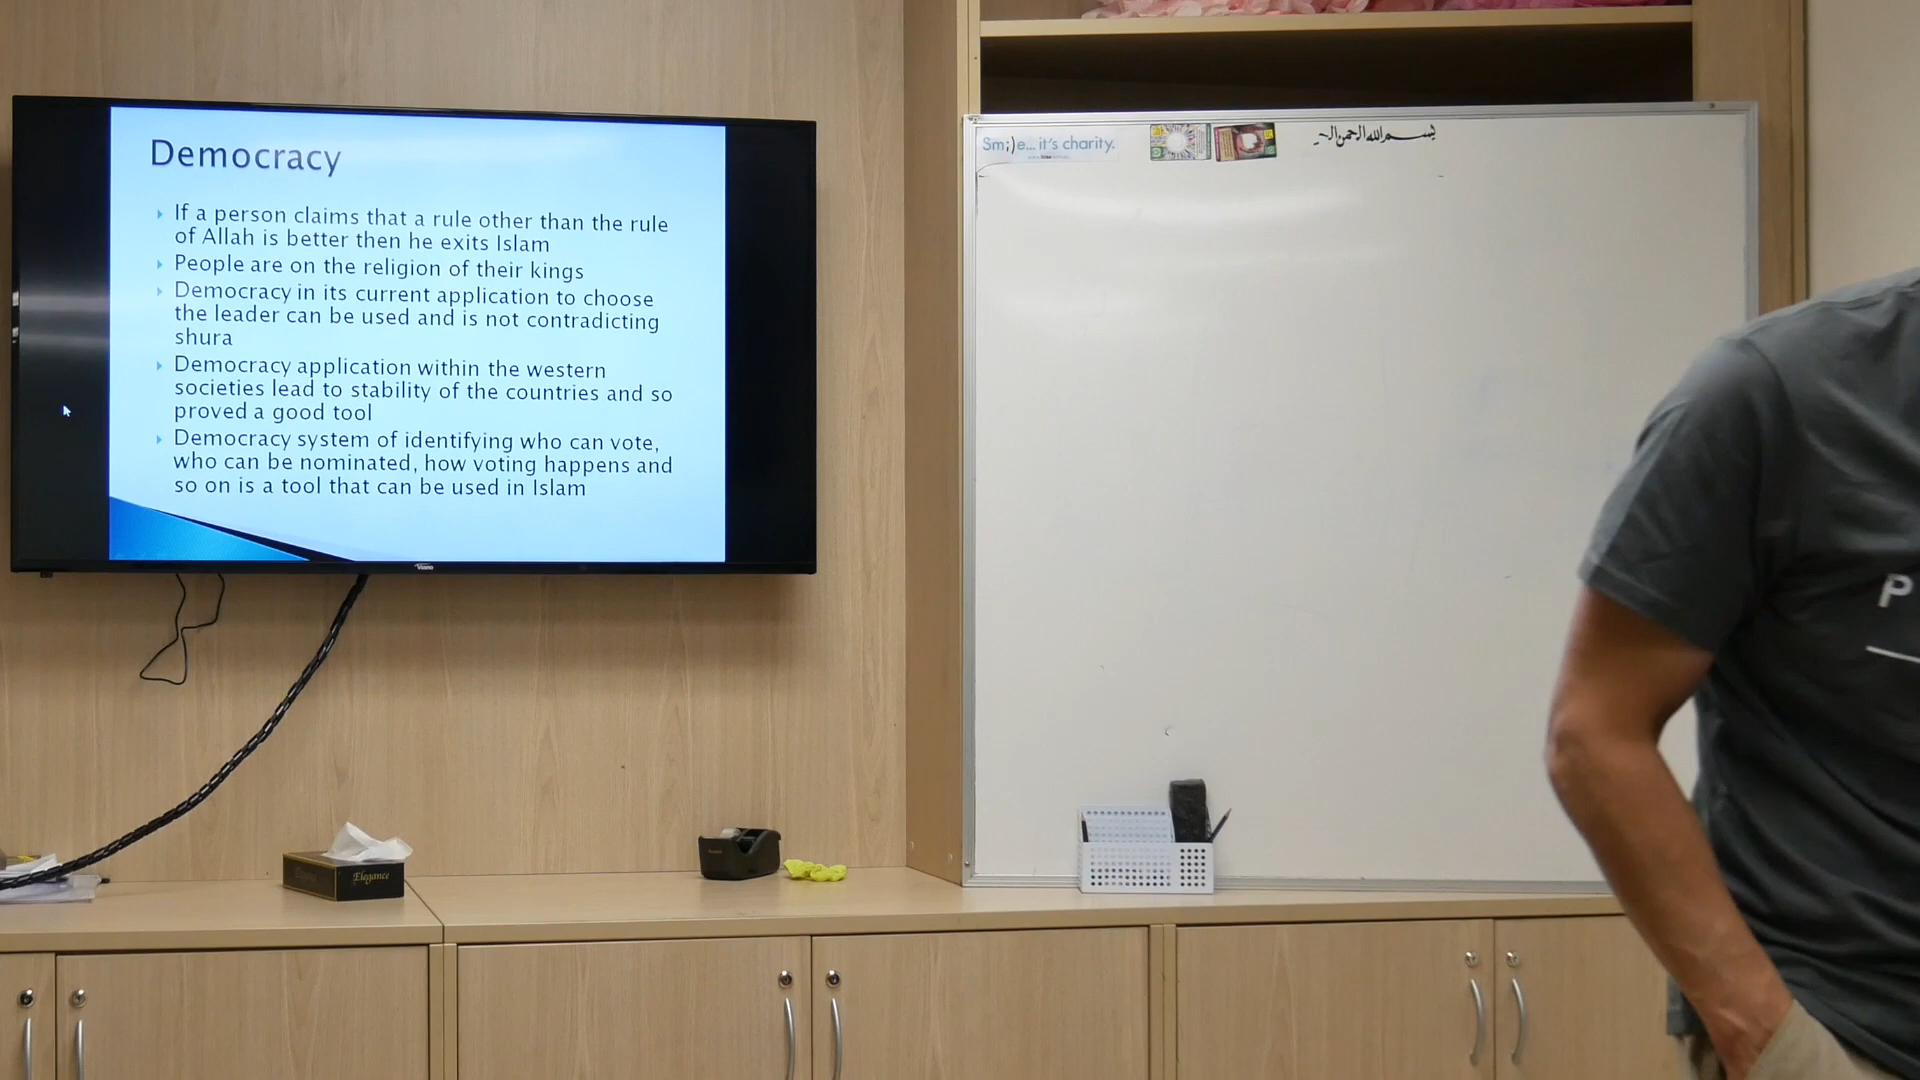 Democracy
If a person claims that a rule other than the rule
of Allah is better then he exits Islam
People are on the religion of their kings
Democracy in its current application to choose
the leader can be used and is not contradicting
shura
Democracy application within the western
societies lead to stability of the countries and so
proved a good tool
Democracy system of identifying who can vote,
who can be nominated, how voting happens and
so on is a tool that can be used in Islam
Sm;)e... it's charity.
بسم الله الرحمن الر
Elegance
P